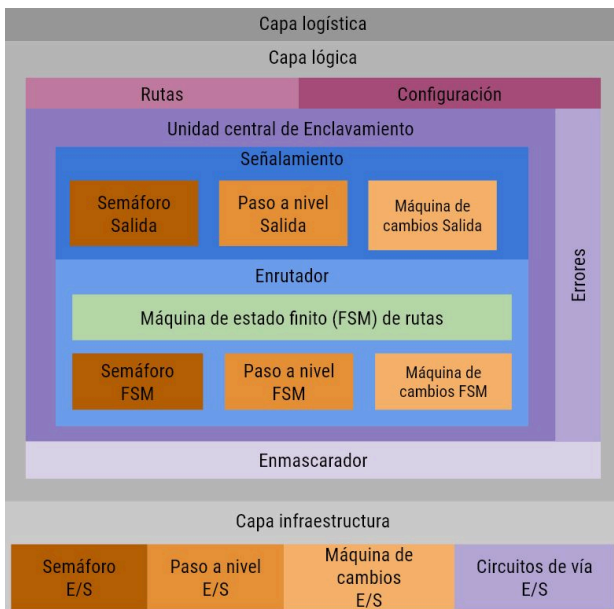 Capa logística
Capa lógica
Rutas
Configuración
Unidad central de Enclavamiento
Señalamiento
Semáforo
Salida
Paso a nivel
Salida
Máquina de
cambios Salida
Errores
Enrutador
Máquina de estado finito (FSM) de rutas
Semáforo
FSM
Paso a nivel
FSM
Máquina de
cambios FSM
Enmascarador
Capa infraestructura
Semáforo
E/S
Paso a nivel
E/S
Máquina de
cambios
E/S
Circuitos de vía
E/S